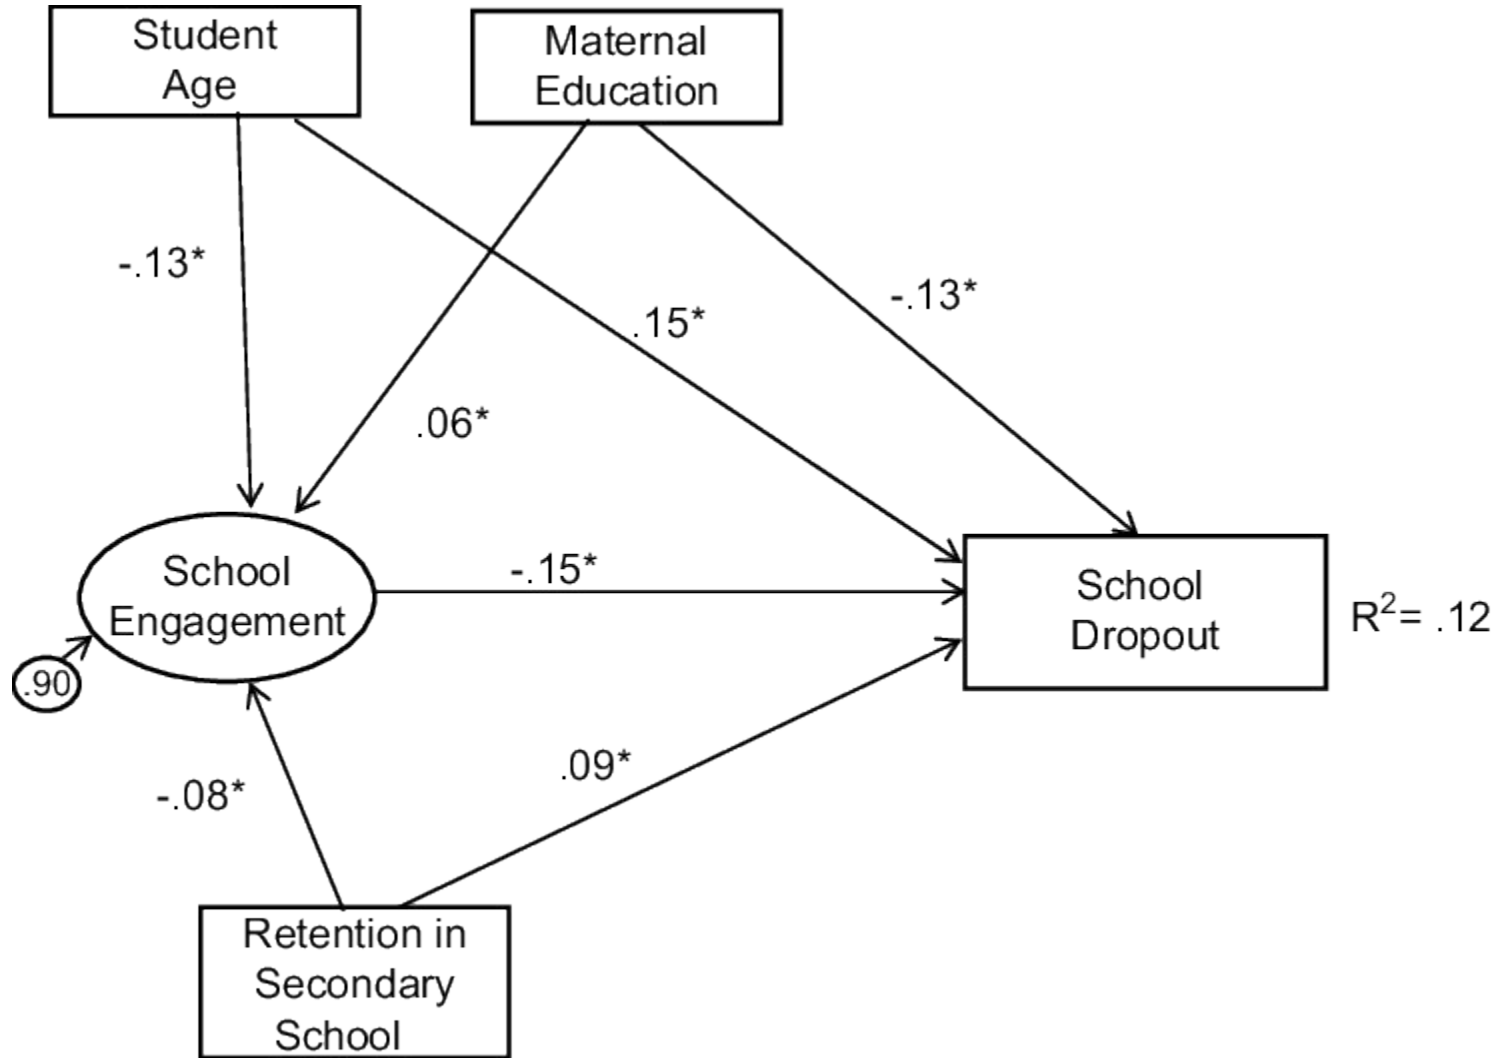 Student
Age
Maternal
Education
-.13*
.15*
-.13*
.06*
School
Engagement
-.15*
School
Dropout
R²= .12
.90
-.08*
.09*
Retention in
Secondary
School